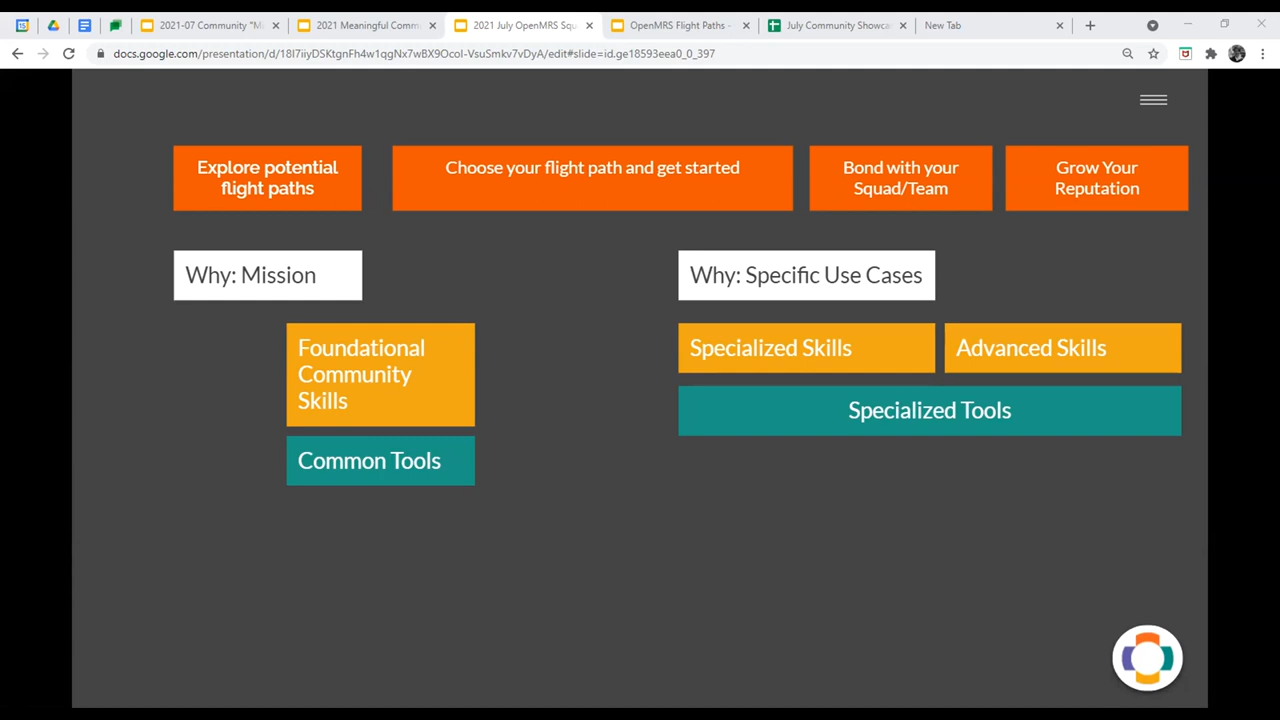 2021-07 Community "M
2021 Meaningful Comm
2021 July OpenMRS Squ
OpenMRS Flight Paths -
July Community Showca
New Tab
docs.google.com/presentation/d/18I7iiyDSKtgnFh4w1qgNx7wBX9OcoI-VsuSmkv7vDyA/edit#slide=id.ge18593eea0_0_397
Explore potential
flight paths
Choose your flight path and get started
Bond with your
Squad/Team
Grow Your
Reputation
Why: Mission
Why: Specific Use Cases
Foundational
Community
Skills
Specialized Skills
Advanced Skills
Specialized Tools
Common Tools